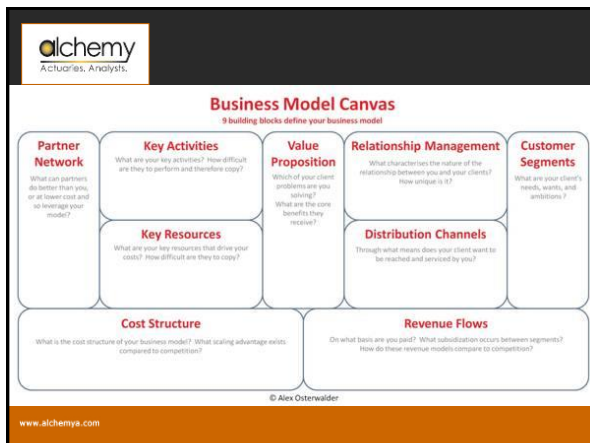 alchemy
Actuaries. Analysts.
Business Model Canvas
9 building blocks define your business model
Partner
Network
What can partners
do better than you,
or at lower cost and
so leverage your
model?
Key Activities
What are your key activities?  How difficult
are they to perform and therefore copy?
Key Resources
What are your key resources that drive your
costs?  How difficult are they to copy?
Value
Proposition
Which of your client
problems are you
solving?
What are the core
benefits they
receive?
Relationship Management
What characterises the nature of the
relationship between you and your clients?
How unique is it?
Distribution Channels
Through what means does your client want to
be reached and serviced by you?
Customer
Segments
What are your client's
needs, wants, and
ambitions ?
Cost Structure
What is the cost structure of your business model?  What scaling advantage exists
compared to competition?
Revenue Flows
On what basis are you paid?  What subsidization occurs between segments?
How do these revenue models compare to competition?
© Alex Osterwalder
www.alchemya.com